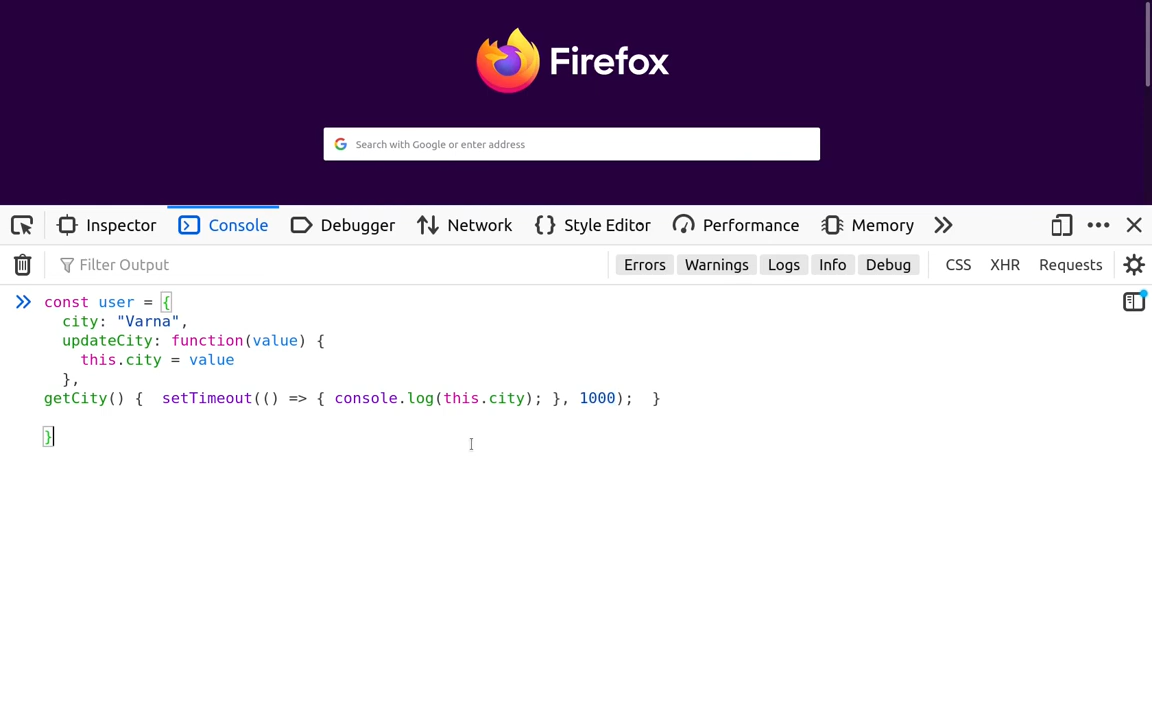 Firefox
Search with Google or enter address
Inspector Console Debugger Network Style Editor Performance Memory
Filter Output Errors Warnings Logs Info Debug CSS XHR Requests
const user = {
  city: "Varna",
  updateCity: function(value) {
    this.city = value
  },
getCity() {  setTimeout(() => { console.log(this.city); }, 1000);  }
}